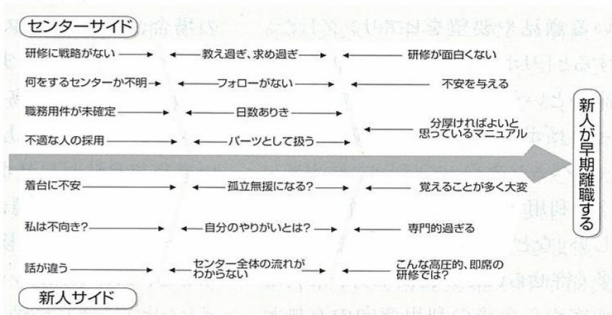 センターサイド
研修に戦略がない
教え過ぎ、求め過ぎ
研修が面白くない
何をするセンターか不明
フォローがない
不安を与える
職務用件が未確定
日数ありき
分厚ければよいと
思っているマニュアル
不適な人の採用
パーツとして扱う
新人が早期離職する
着台に不安
孤立無援になる?
覚えることが多く大変
私は不向き?
自分のやりがいとは?
専門的過ぎる
話が違う
センター全体の流れが
わからない
こんな高圧的、即席の
研修では?
新人サイド